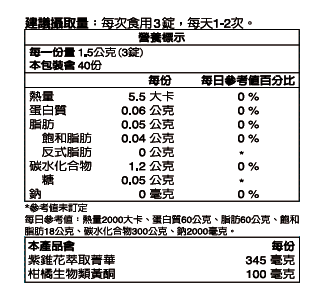 建議攝取量：每次食用3錠，每天1-2次。
營養標示
每一份量 1.5公克(3錠)
本包裝含 40份
每份 每日參考值百分比
熱量 5.5 大卡 0 %
蛋白質 0.06 公克 0 %
脂肪 0.05 公克 0 %
飽和脂肪 0.04 公克 0 %
反式脂肪 0 公克 *
碳水化合物 1.2 公克 0 %
糖 0.05 公克 *
鈉 0 毫克 0 %
*參考值未訂定
每日參考值：熱量2000大卡、蛋白質60公克、脂肪60公克、飽和
脂肪18公克、碳水化合物300公克、鈉2000毫克。
本產品含 每份
紫錐花萃取菁華 345 毫克
柑橘生物類黃酮 100 毫克